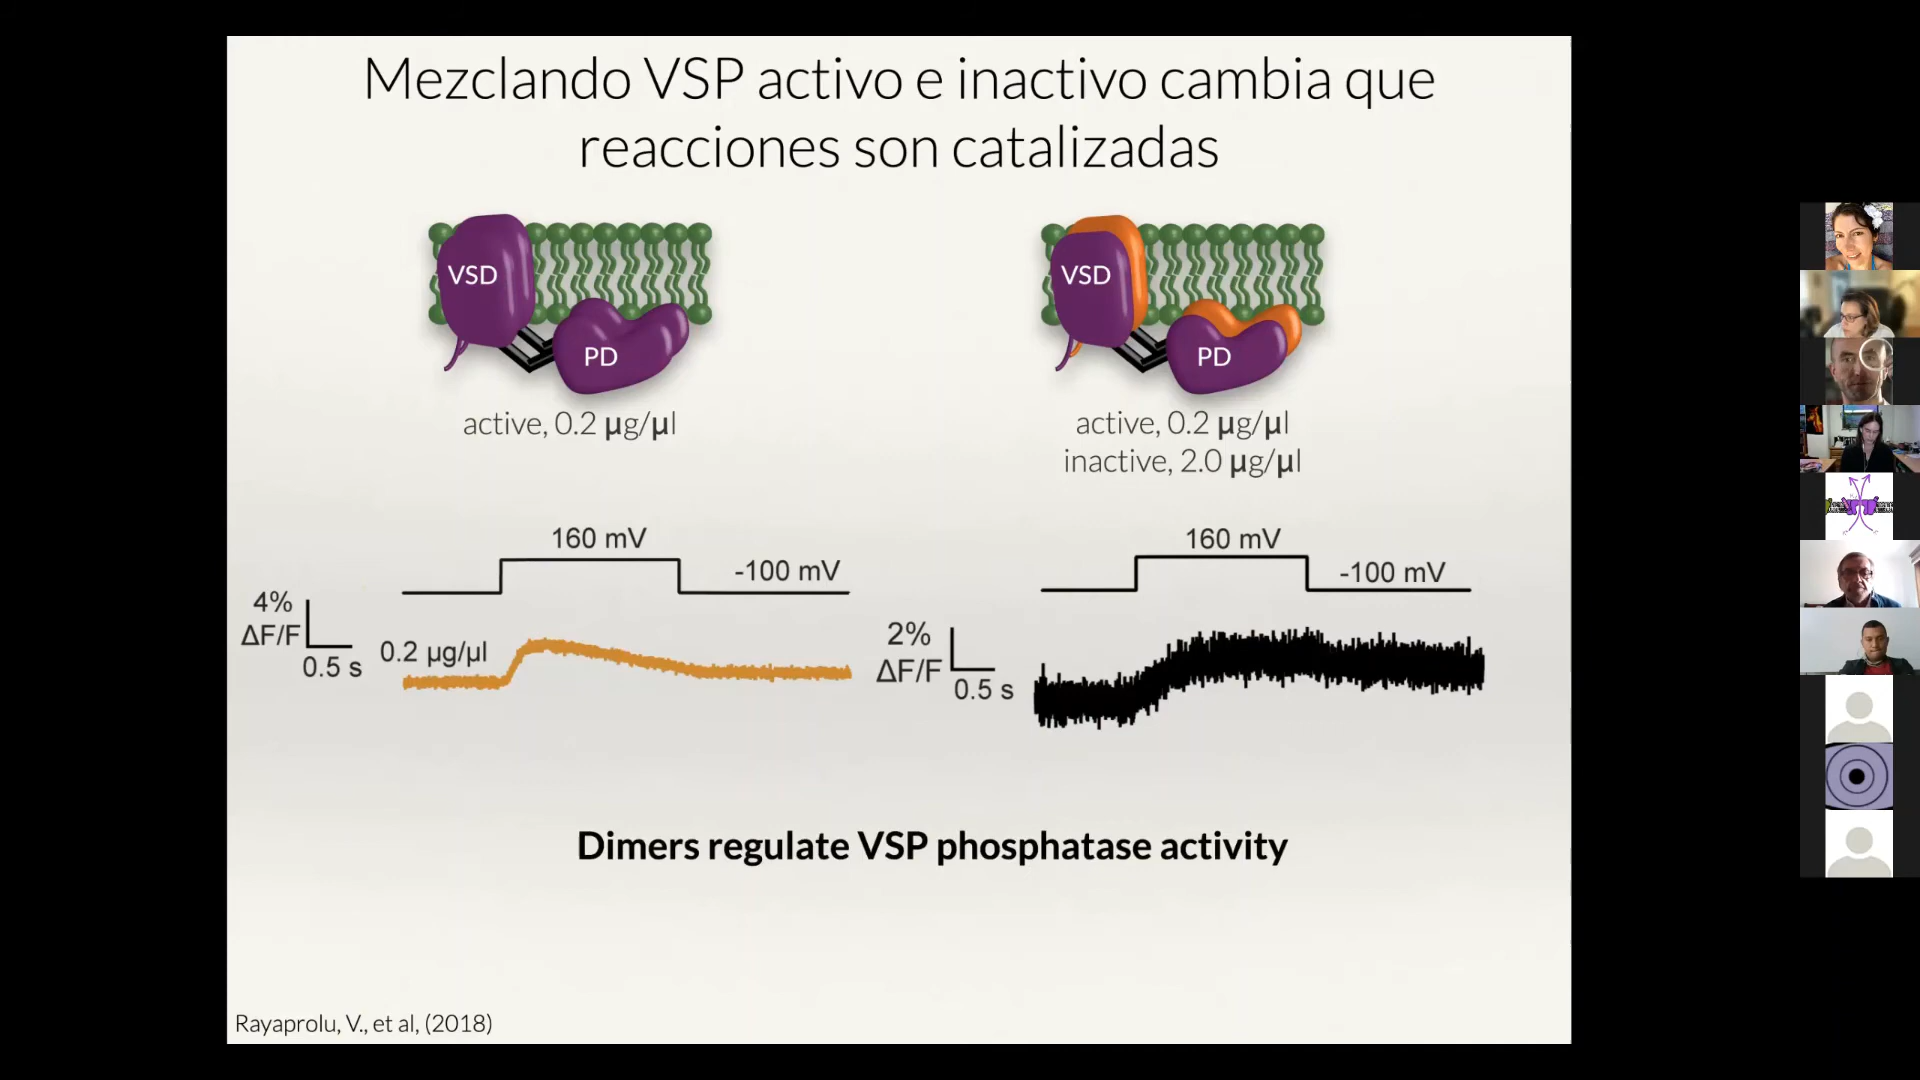 Mezclando VSP activo e inactivo cambia que
reacciones son catalizadas
VSD
PD
active, 0.2 μg/μl
VSD
PD
active, 0.2 μg/μl
inactive, 2.0 μg/μl
160 mV
-100 mV
4%
ΔF/F
0.5 s
0.2 μg/μl
160 mV
-100 mV
2%
ΔF/F
0.5 s
Dimers regulate VSP phosphatase activity
Rayaprolu, V., et al, (2018)